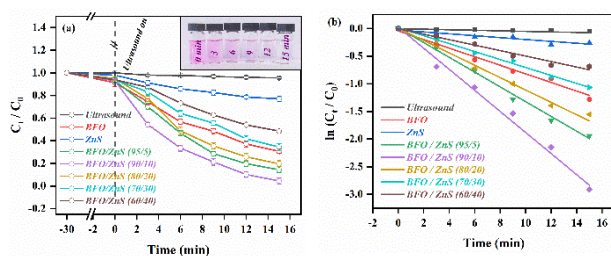 (a)
Ultrasound on
0 min
3
6
9
12
15 min
Ct / C0
1.4
1.2
1.0
0.8
0.6
0.4
0.2
0.0
-0.2
Ultrasound
BFO
ZnS
BFO/ZnS (95/5)
BFO/ZnS (90/10)
BFO/ZnS (80/20)
BFO/ZnS (70/30)
BFO/ZnS (60/40)
-30 -2 0 2 4 6 8 10 12 14 16
Time (min)
(b)
ln (Ct / C0)
0.0
-0.5
-1.0
-1.5
-2.0
-2.5
-3.0
Ultrasound
BFO
ZnS
BFO / ZnS (95/5)
BFO / ZnS (90/10)
BFO / ZnS (80/20)
BFO / ZnS (70/30)
BFO / ZnS (60/40)
-2 0 2 4 6 8 10 12 14 16
Time (min)